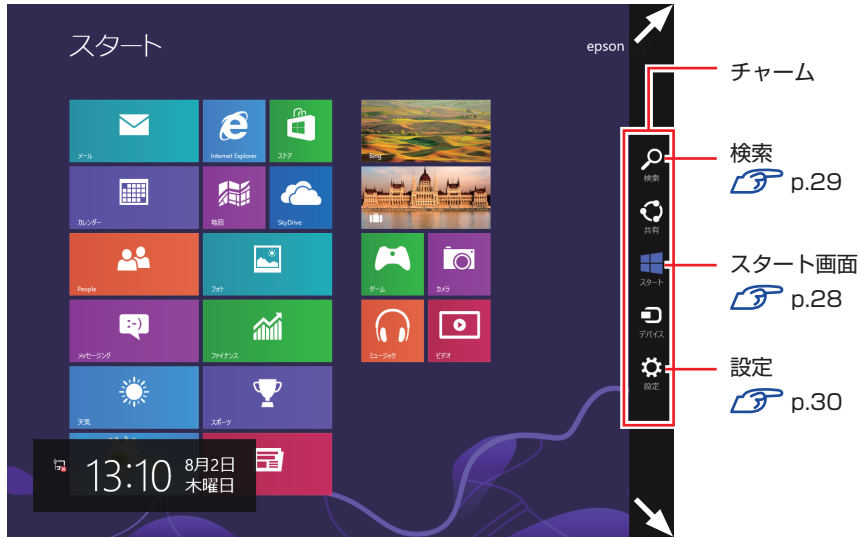 スタート
epson
メール
Internet Explorer
ストア
Bing
カレンダー
地図
SkyDrive
People
フォト
ゲーム
カメラ
メッセージング
ファイナンス
ミュージック
ビデオ
天気
スポーツ
13:10
8月2日
木曜日
検索
共有
スタート
デバイス
設定
チャーム
検索
p.29
スタート画面
p.28
設定
p.30